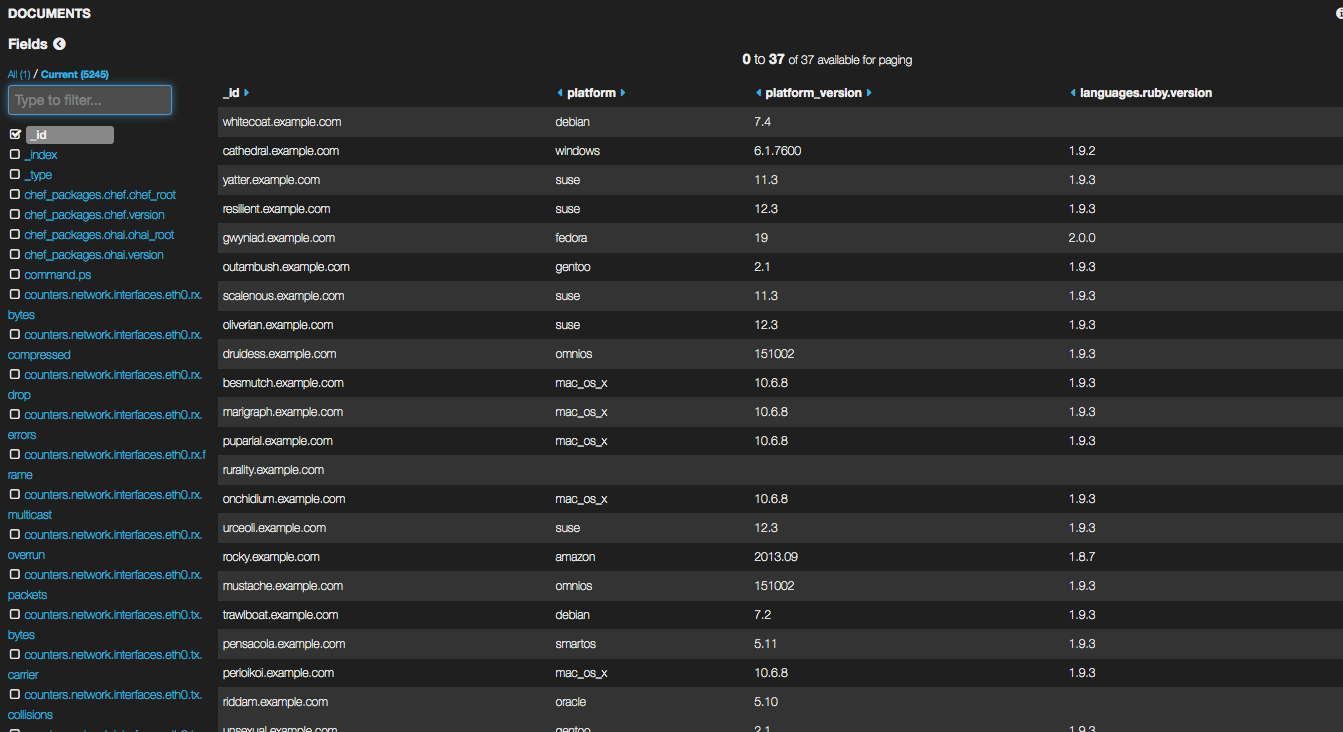 DOCUMENTS
Fields
All (1) / Current (5245)
Type to filter...
_id
_index
_type
chef_packages.chef.chef_root
chef_packages.chef.version
chef_packages.ohai.ohai_root
chef_packages.ohai.version
command.ps
counters.network.interfaces.eth0.rx.
bytes
counters.network.interfaces.eth0.rx.
compressed
counters.network.interfaces.eth0.rx.
drop
counters.network.interfaces.eth0.rx.
errors
counters.network.interfaces.eth0.rx.f
rame
counters.network.interfaces.eth0.rx.
multicast
counters.network.interfaces.eth0.rx.
overrun
counters.network.interfaces.eth0.rx.
packets
counters.network.interfaces.eth0.tx.
bytes
counters.network.interfaces.eth0.tx.
carrier
counters.network.interfaces.eth0.tx.
collisions
0 to 37 of 37 available for paging
_id platform platform_version languages.ruby.version
whitecoat.example.com debian 7.4
cathedral.example.com windows 6.1.7600 1.9.2
yatter.example.com suse 11.3 1.9.3
resilient.example.com suse 12.3 1.9.3
gwyniad.example.com fedora 19 2.0.0
outambush.example.com gentoo 2.1 1.9.3
scalenous.example.com suse 11.3 1.9.3
oliverian.example.com suse 12.3 1.9.3
druidess.example.com omnios 151002 1.9.3
besmutch.example.com mac_os_x 10.6.8 1.9.3
marigraph.example.com mac_os_x 10.6.8 1.9.3
puparial.example.com mac_os_x 10.6.8 1.9.3
rurality.example.com
onchidium.example.com mac_os_x 10.6.8 1.9.3
urceoli.example.com suse 12.3 1.9.3
rocky.example.com amazon 2013.09 1.8.7
mustache.example.com omnios 151002 1.9.3
trawlboat.example.com debian 7.2 1.9.3
pensacola.example.com smartos 5.11 1.9.3
perioikoi.example.com mac_os_x 10.6.8 1.9.3
riddam.example.com oracle 5.10
unsexual.example.com gentoo 2.1 1.9.3